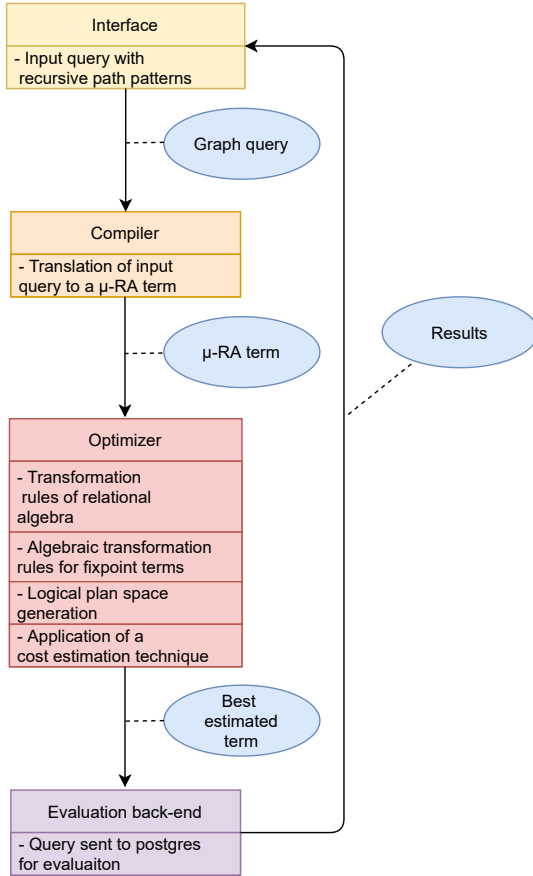 Interface
- Input query with
recursive path patterns
Graph query
Compiler
- Translation of input
query to a µ-RA term
µ-RA term
Results
Optimizer
- Transformation
rules of relational
algebra
- Algebraic transformation
rules for fixpoint terms
- Logical plan space
generation
- Application of a
cost estimation technique
Best
estimated
term
Evaluation back-end
- Query sent to postgres
for evaluaiton